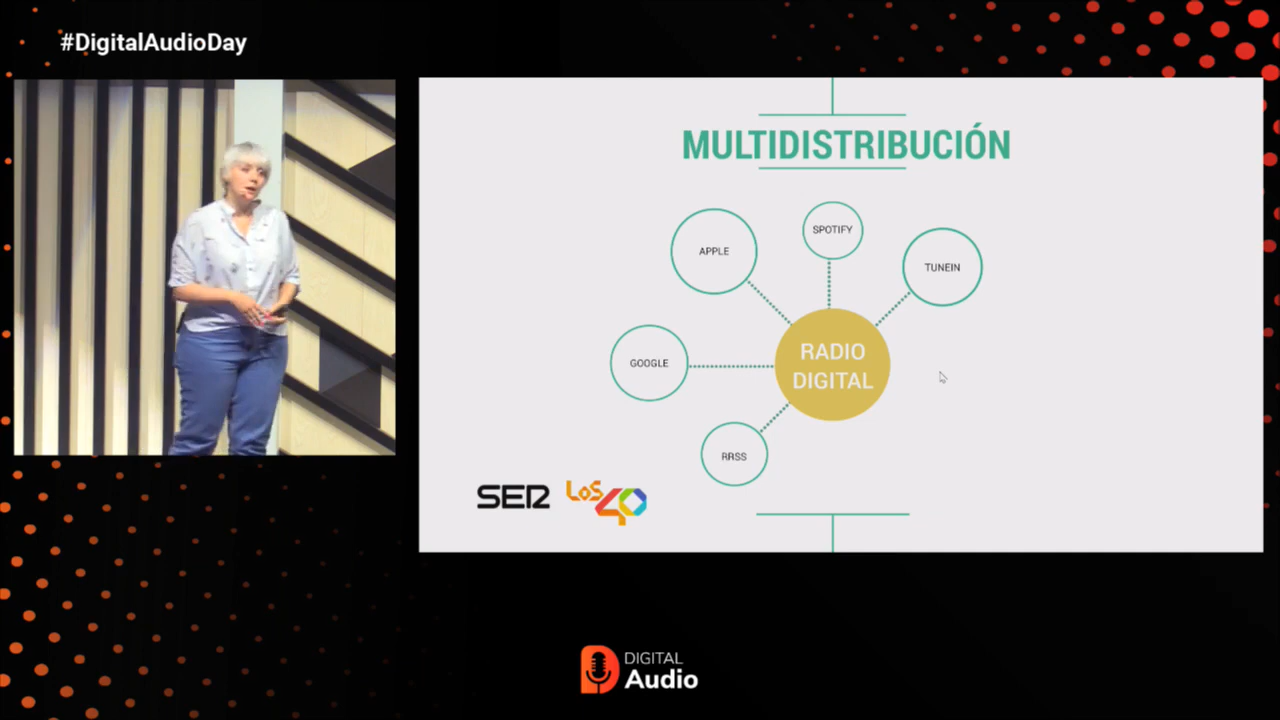 #DigitalAudioDay
MULTIDISTRIBUCIÓN
APPLE
SPOTIFY
TUNEIN
GOOGLE
RADIO
DIGITAL
RRSS
SER
LOS
40
DIGITAL
Audio